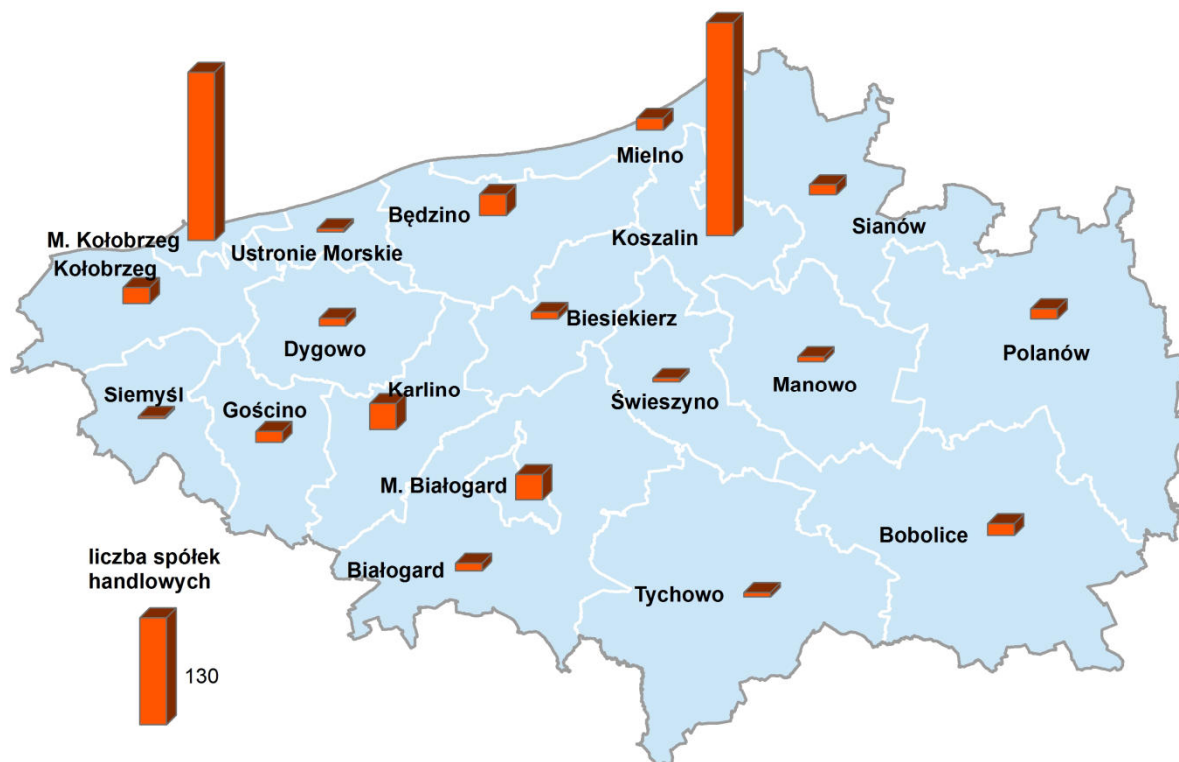 Mielno
Będzino
Sianów
Koszalin
M. Kołobrzeg
Ustronie Morskie
Kołobrzeg
Biesiekierz
Dygowo
Polanów
Manowo
Karlino
Siemyśl
Świeszyno
Gościno
M. Białogard
Bobolice
liczba spółek
handlowych
Białogard
Tychowo
130